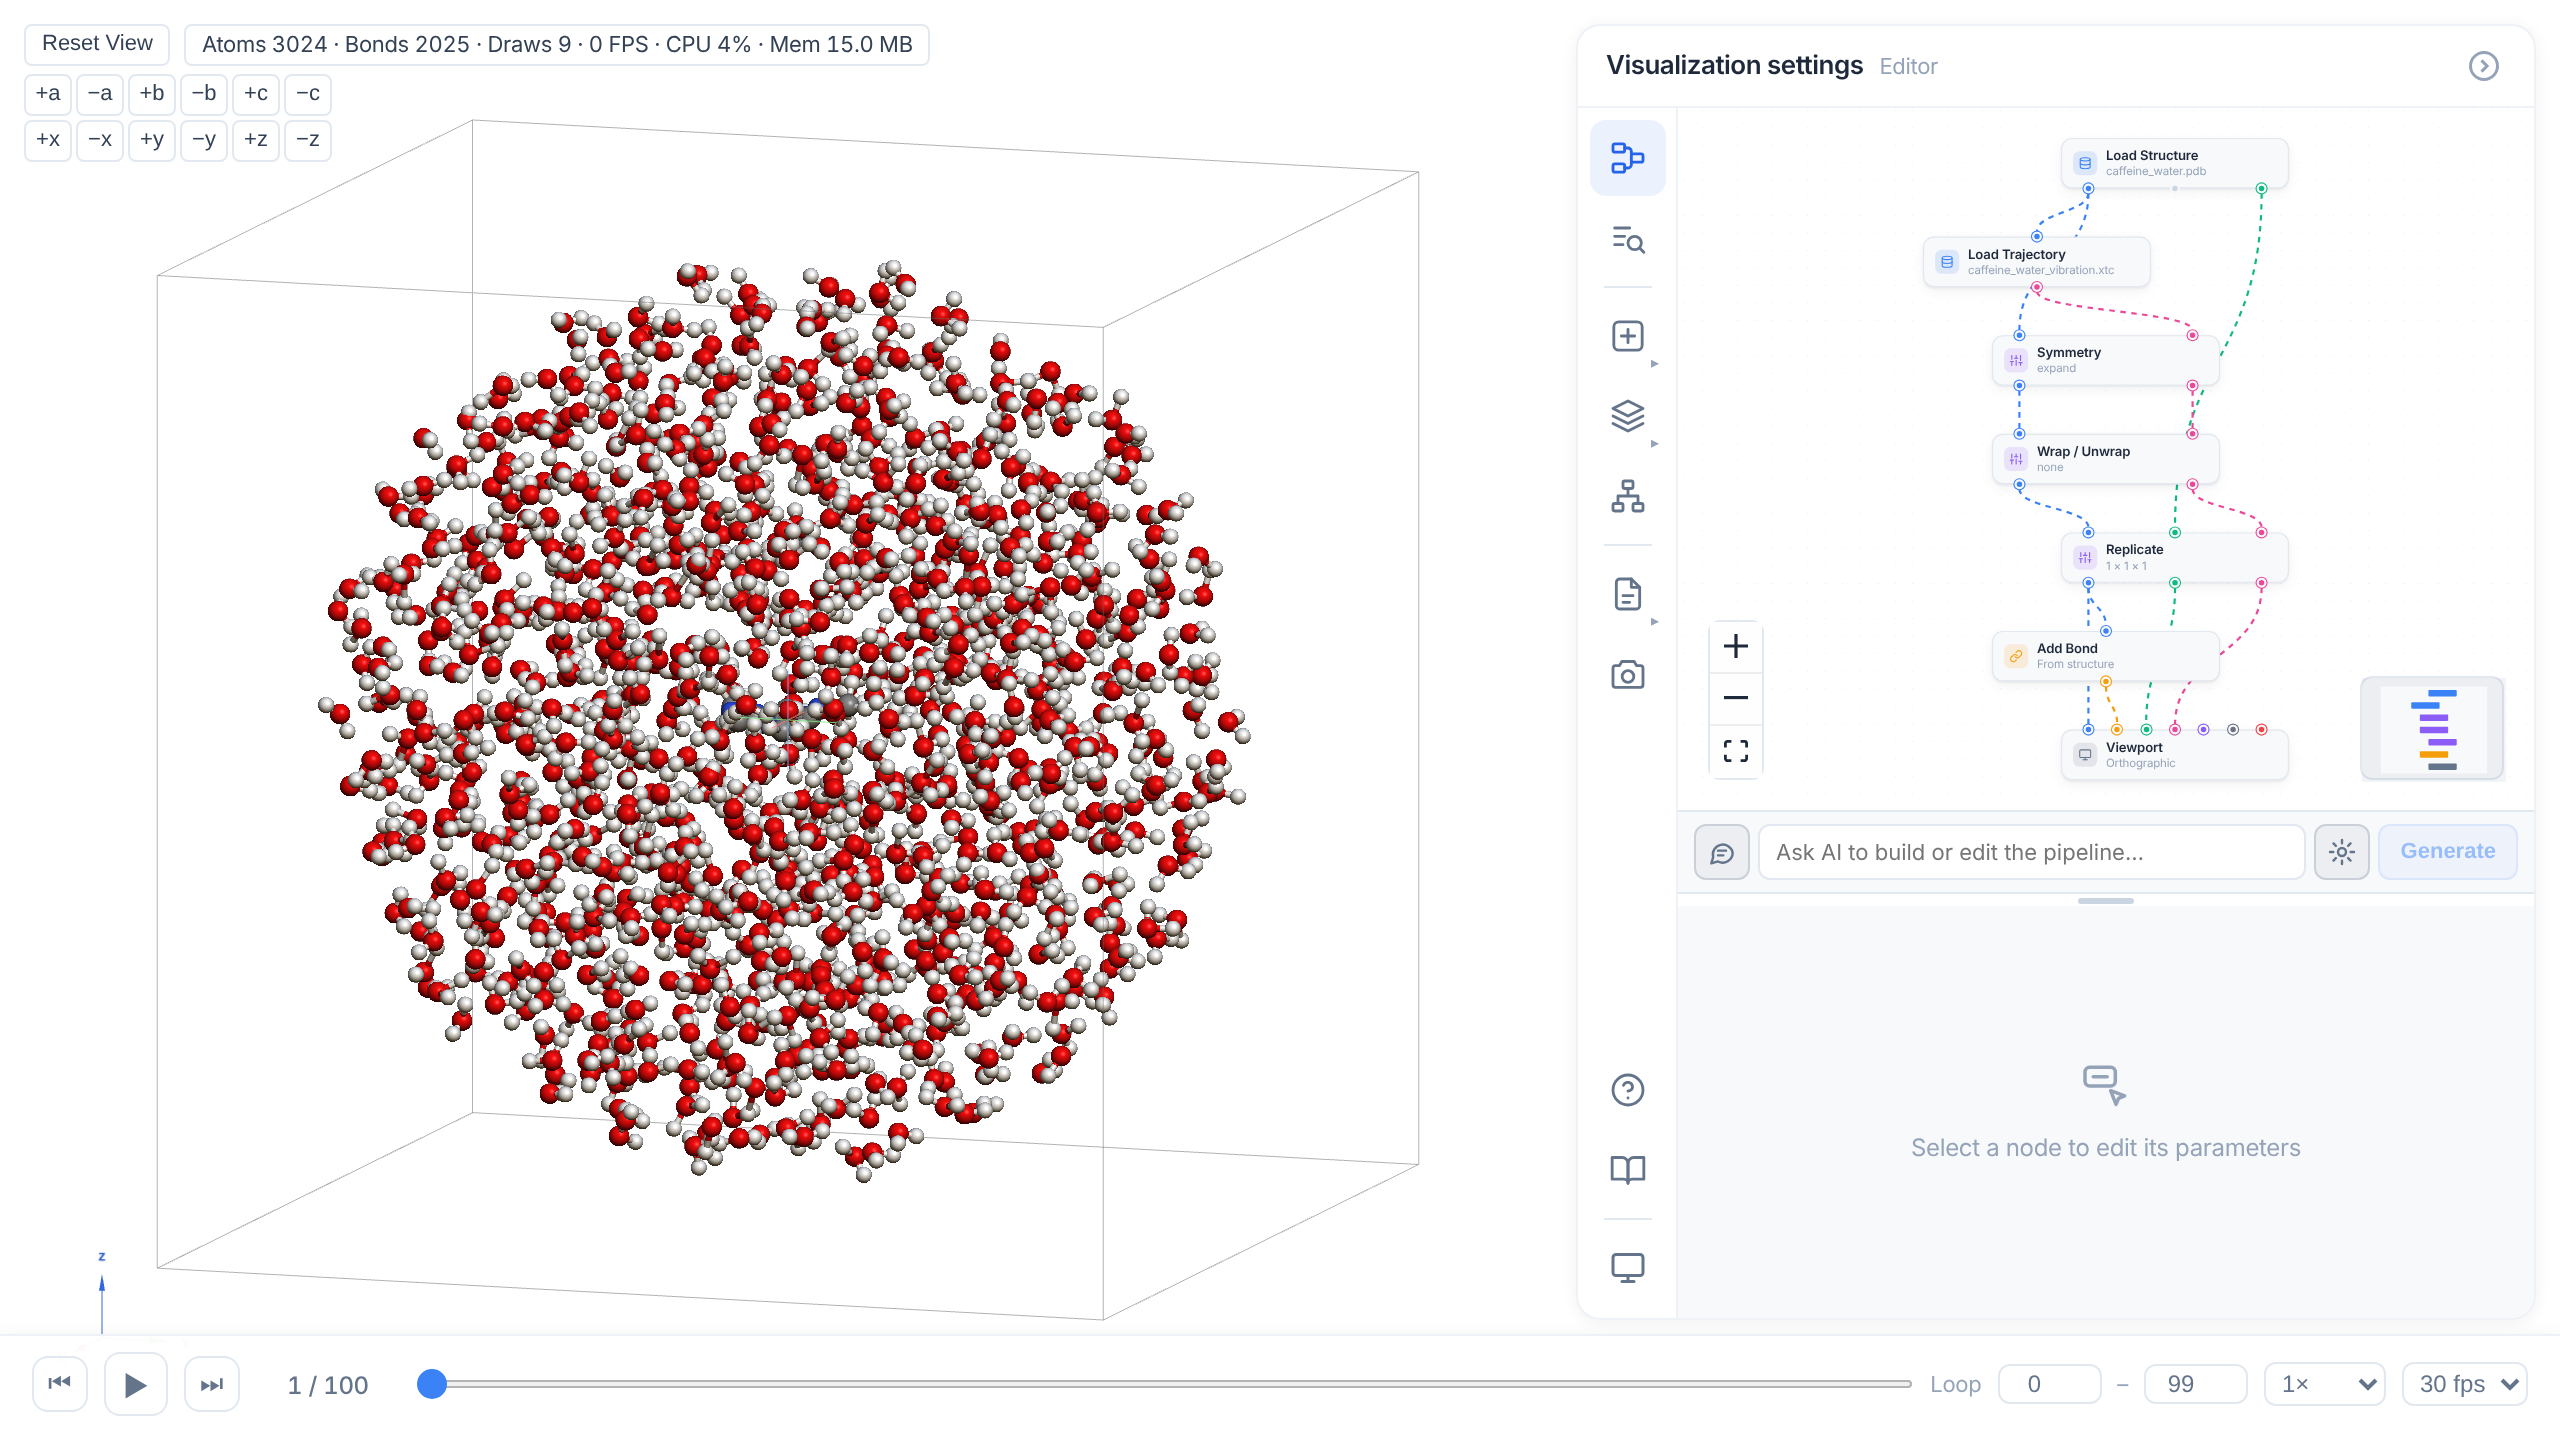 Reset View
Atoms 3024 · Bonds 2025 · Draws 9 · 0 FPS · CPU 4% · Mem 15.0 MB
+a −a +b −b +c −c
+x −x +y −y +z −z
z
Visualization settings Editor
Load Structure
caffeine_water.pdb
Load Trajectory
caffeine_water_vibration.xtc
Symmetry
expand
Wrap / Unwrap
none
Replicate
1 × 1 × 1
Add Bond
From structure
Viewport
Orthographic
Ask AI to build or edit the pipeline...
Generate
Select a node to edit its parameters
1 / 100
Loop 0 – 99 1× 30 fps